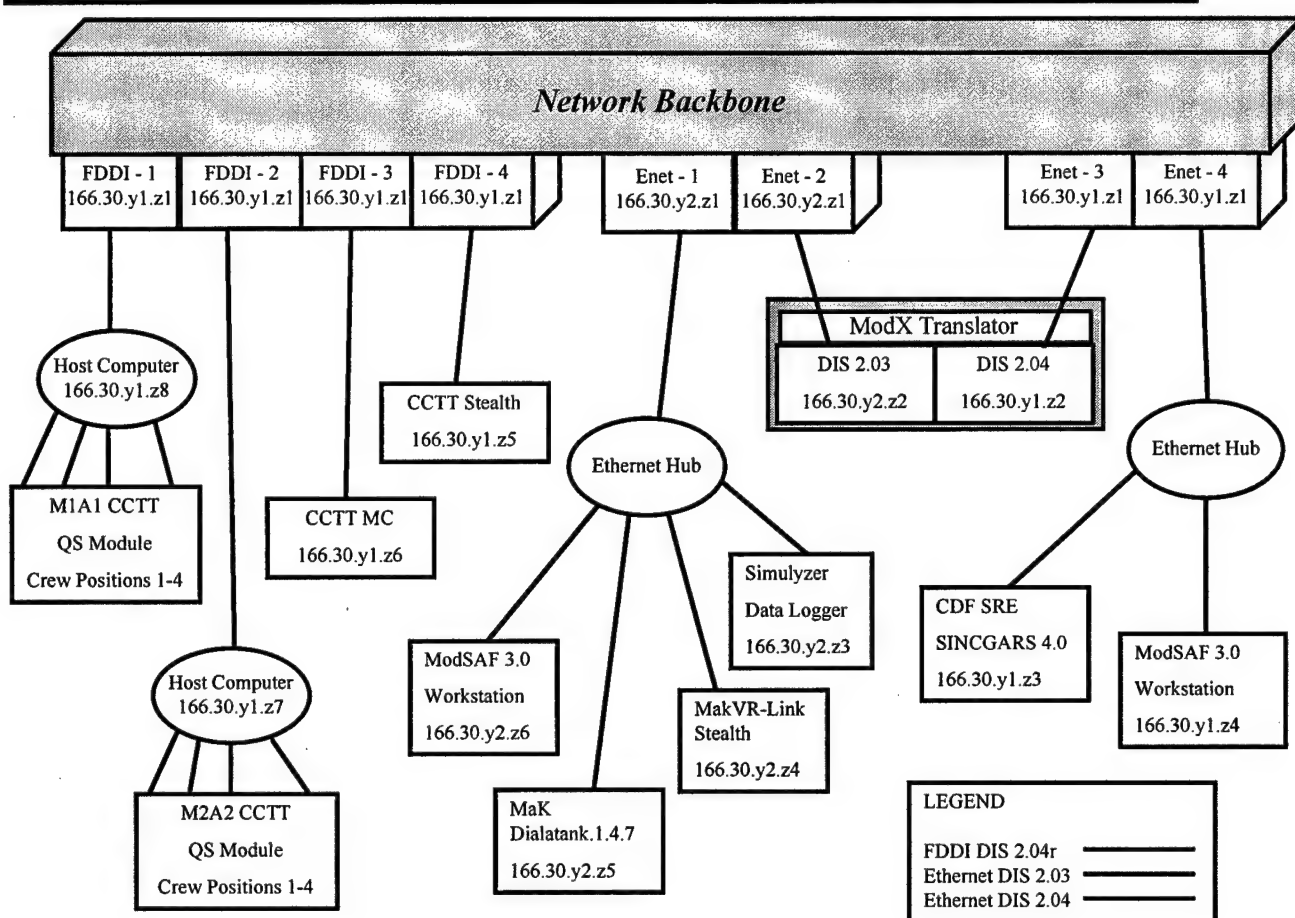 Network Backbone
FDDI - 1
166.30.y1.z1
FDDI - 2
166.30.y1.z1
FDDI - 3
166.30.y1.z1
FDDI - 4
166.30.y1.z1
Enet - 1
166.30.y2.z1
Enet - 2
166.30.y2.z1
Enet - 3
166.30.y1.z1
Enet - 4
166.30.y1.z1
ModX Translator
DIS 2.03
166.30.y2.z2
DIS 2.04
166.30.y1.z2
Host Computer
166.30.y1.z8
M1A1 CCTT
QS Module
Crew Positions 1-4
Host Computer
166.30.y1.z7
M2A2 CCTT
QS Module
Crew Positions 1-4
CCTT MC
166.30.y1.z6
CCTT Stealth
166.30.y1.z5
Ethernet Hub
ModSAF 3.0
Workstation
166.30.y2.z6
MaK
Dialatank.1.4.7
166.30.y2.z5
MakVR-Link
Stealth
166.30.y2.z4
Simulyzer
Data Logger
166.30.y2.z3
Ethernet Hub
CDF SRE
SINCGARS 4.0
166.30.y1.z3
ModSAF 3.0
Workstation
166.30.y1.z4
LEGEND
FDDI DIS 2.04r
Ethernet DIS 2.03
Ethernet DIS 2.04